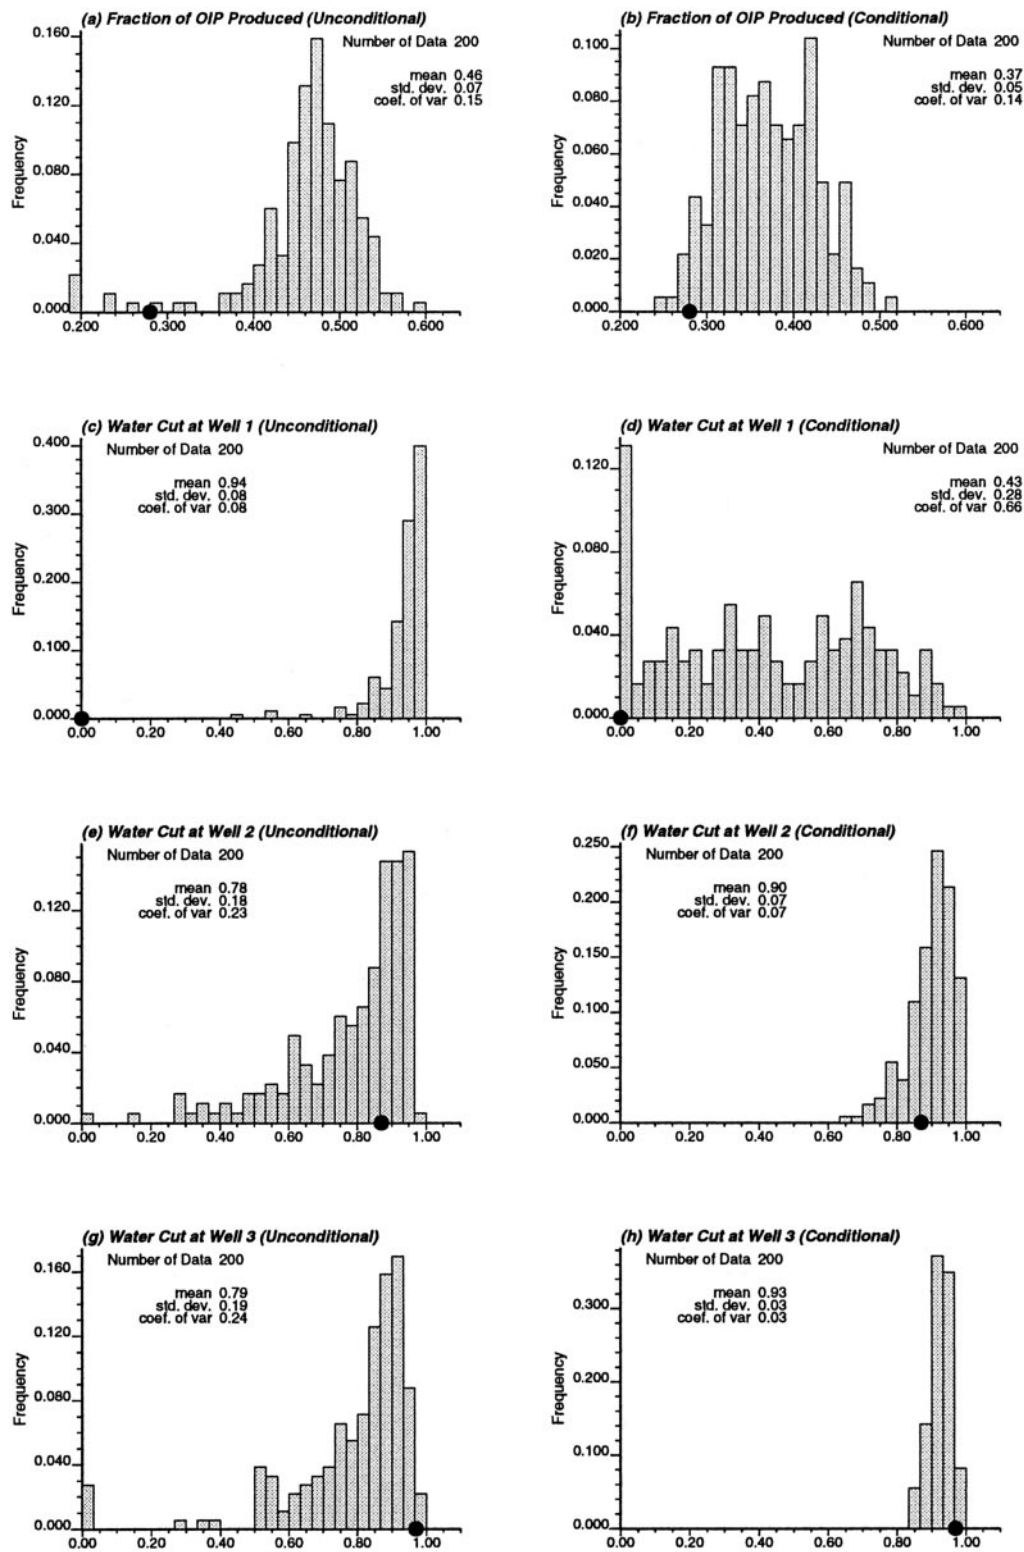 (a) Fraction of OIP Produced (Unconditional)
0.160
Number of Data 200
mean 0.46
std. dev. 0.07
coef. of var 0.15
0.120
Frequency
0.080
0.040
0.000
0.200 0.300 0.400 0.500 0.600
(b) Fraction of OIP Produced (Conditional)
Number of Data 200
0.100
mean 0.37
std. dev. 0.05
coef. of var 0.14
0.080
Frequency
0.060
0.040
0.020
0.000
0.200 0.300 0.400 0.500 0.600
(c) Water Cut at Well 1 (Unconditional)
0.400
Number of Data 200
mean 0.94
std. dev. 0.08
coef. of var 0.08
0.300
Frequency
0.200
0.100
0.000
0.00 0.20 0.40 0.60 0.80 1.00
(d) Water Cut at Well 1 (Conditional)
Number of Data 200
0.120
mean 0.43
std. dev. 0.28
coef. of var 0.66
0.080
Frequency
0.040
0.000
0.00 0.20 0.40 0.60 0.80 1.00
(e) Water Cut at Well 2 (Unconditional)
Number of Data 200
mean 0.78
std. dev. 0.18
coef. of var 0.23
0.120
Frequency
0.080
0.040
0.000
0.00 0.20 0.40 0.60 0.80 1.00
(f) Water Cut at Well 2 (Conditional)
0.250
Number of Data 200
mean 0.90
std. dev. 0.07
coef. of var 0.07
0.200
0.150
Frequency
0.100
0.050
0.000
0.00 0.20 0.40 0.60 0.80 1.00
(g) Water Cut at Well 3 (Unconditional)
Number of Data 200
0.160
mean 0.79
std. dev. 0.19
coef. of var 0.24
0.120
Frequency
0.080
0.040
0.000
0.00 0.20 0.40 0.60 0.80 1.00
(h) Water Cut at Well 3 (Conditional)
Number of Data 200
mean 0.93
std. dev. 0.03
coef. of var 0.03
0.300
Frequency
0.200
0.100
0.000
0.00 0.20 0.40 0.60 0.80 1.00